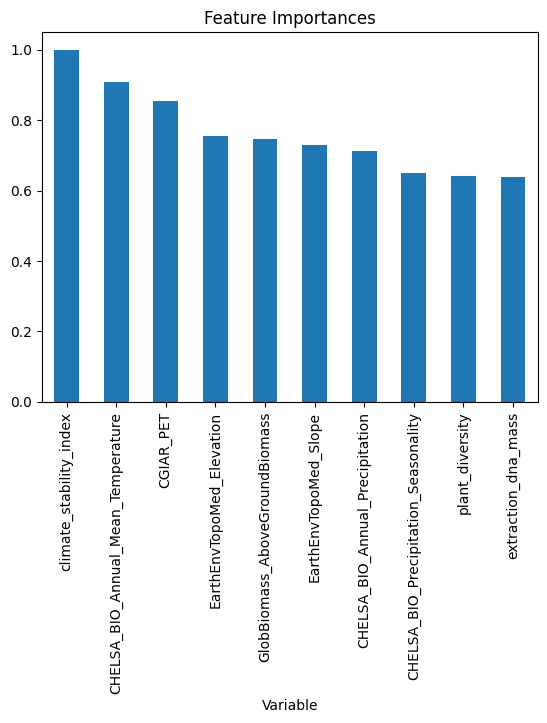 Feature Importances
1.0
0.8
0.6
0.4
0.2
0.0
climate_stability_index
CHELSA_BIO_Annual_Mean_Temperature
CGIAR_PET
EarthEnvTopoMed_Elevation
GlobBiomass_AboveGroundBiomass
EarthEnvTopoMed_Slope
CHELSA_BIO_Annual_Precipitation
CHELSA_BIO_Precipitation_Seasonality
plant_diversity
extraction_dna_mass
Variable